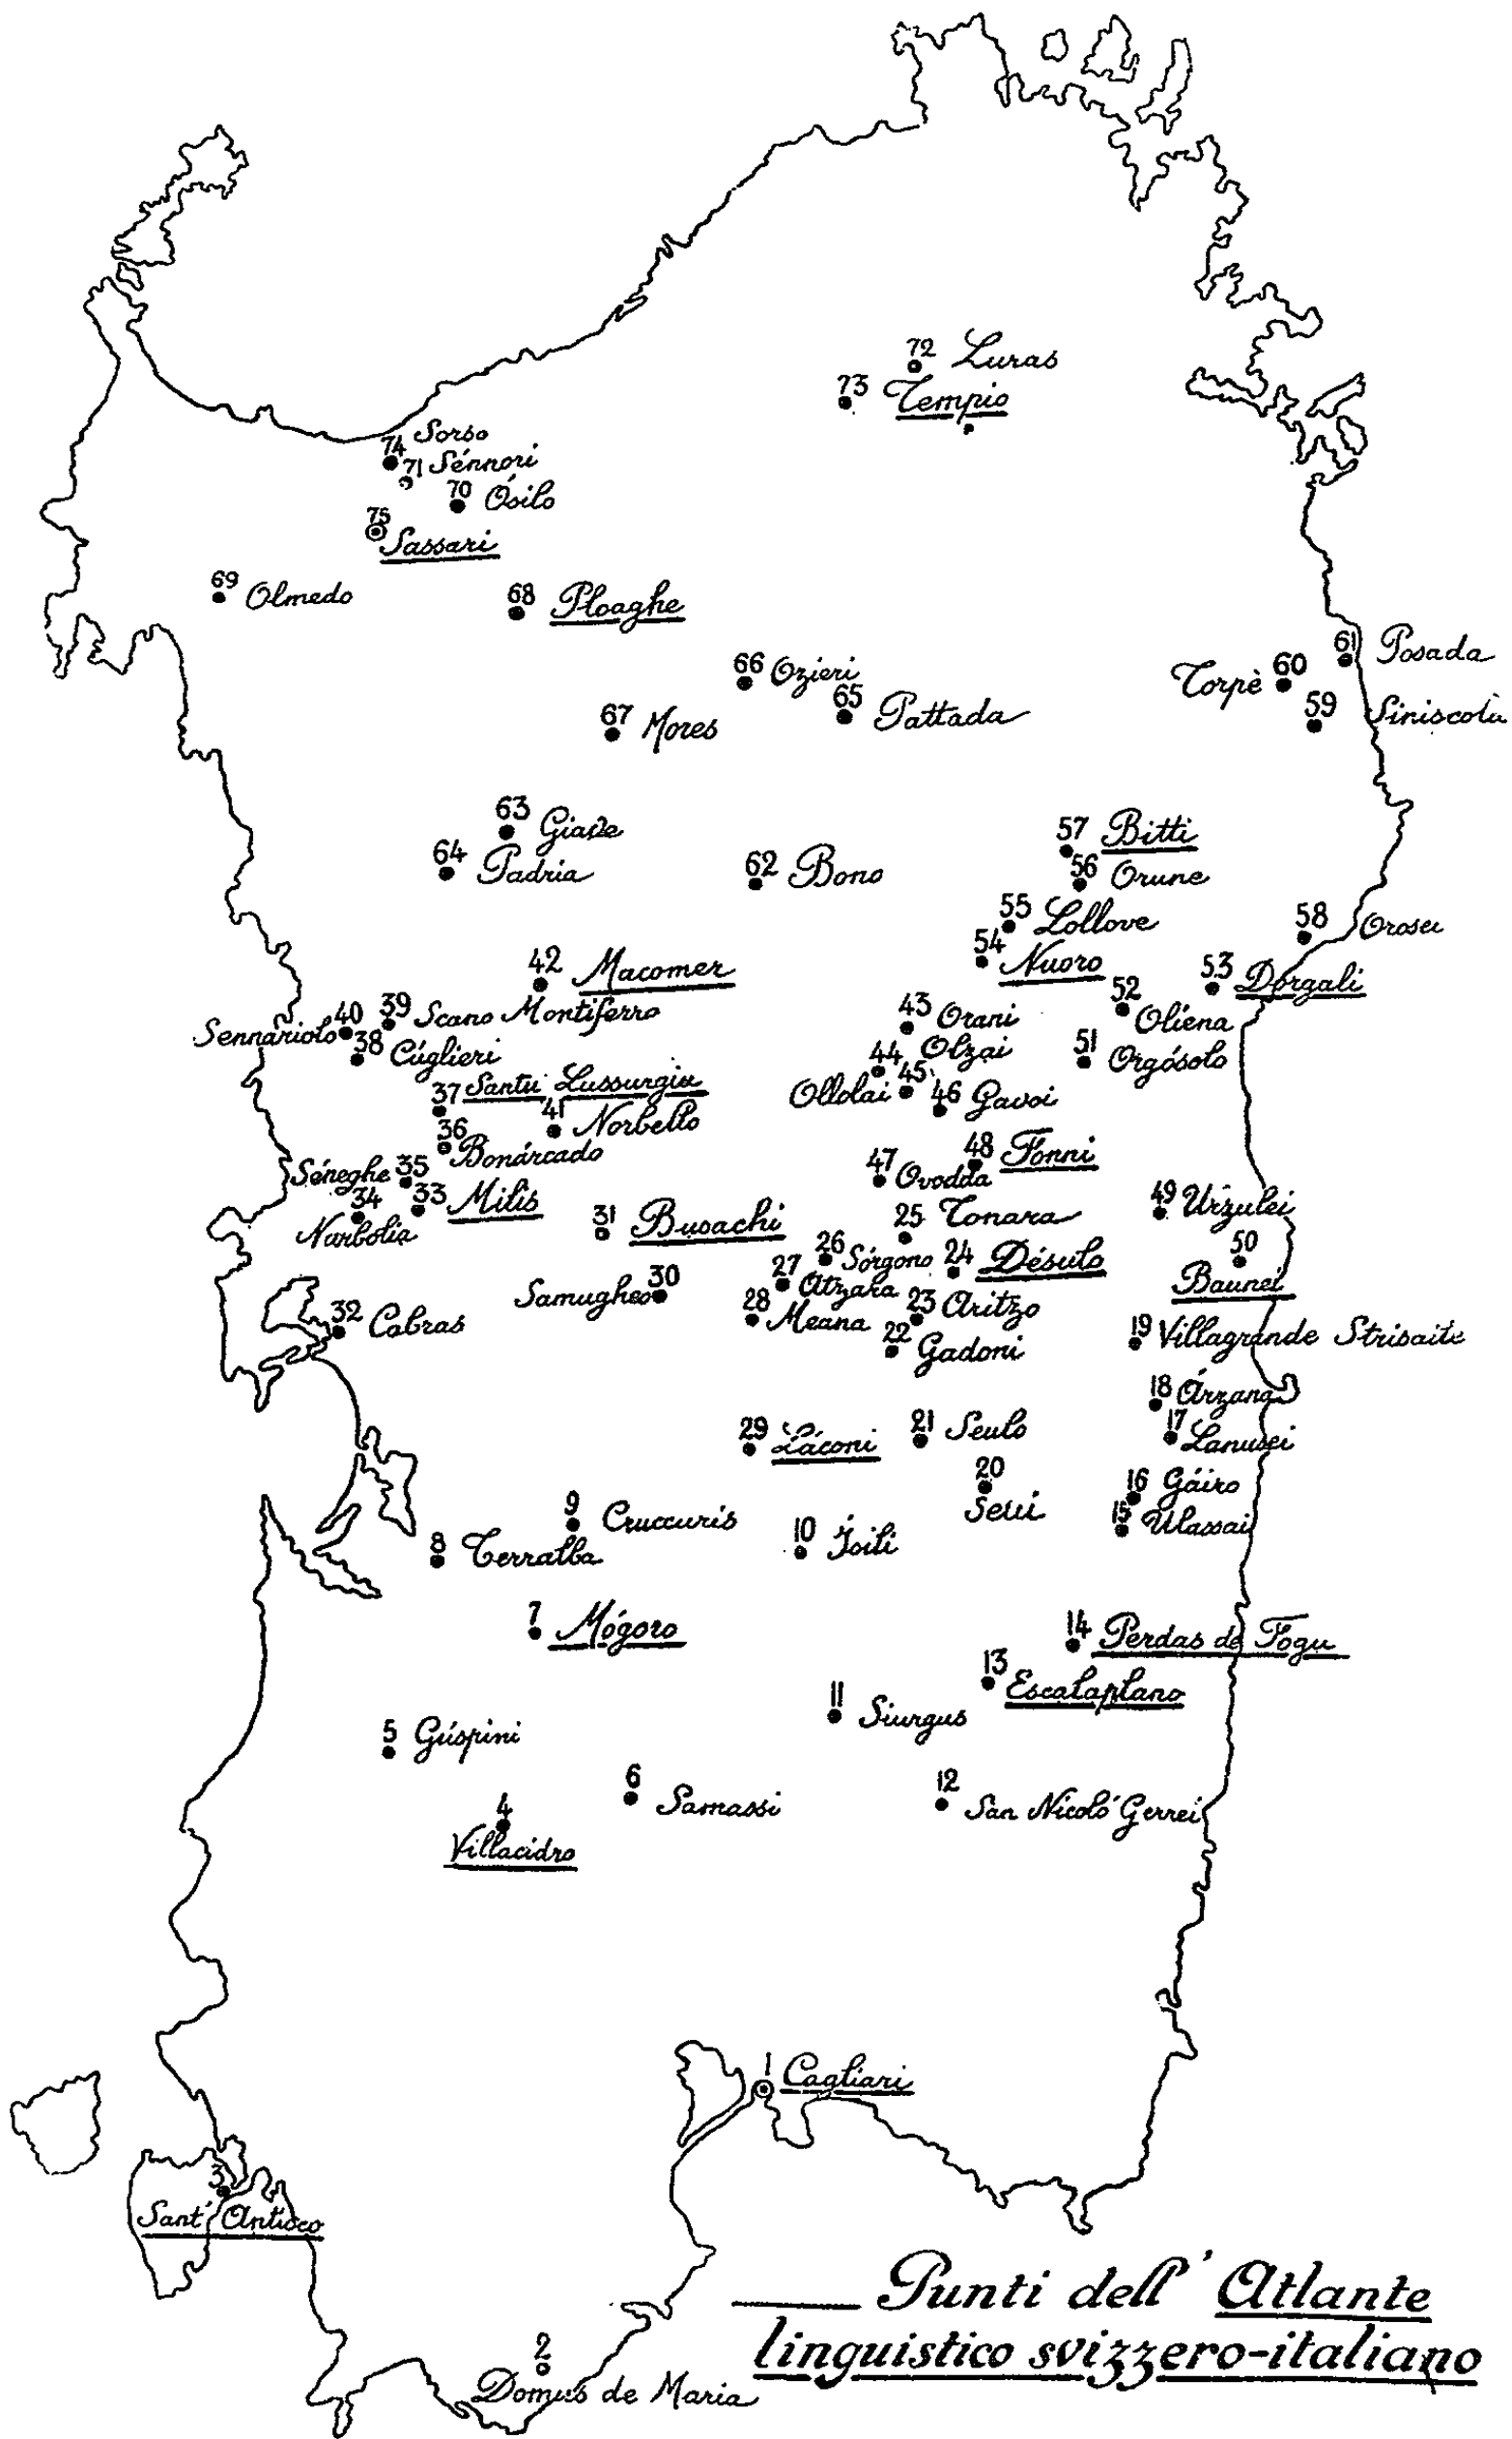 72 Luras
73 Tempio
74 Sorso
71 Sénnori
70 Ósilo
75 Sassari
69 Olmedo
68 Ploaghe
61 Posada
Torpè 60
66 Ozieri
65 Pattada
59 Siniscola
67 Mores
63 Giave
57 Bitti
64 Padria
62 Bono
56 Orune
55 Lollove
58 Orosei
54 Nuoro
42 Macomer
53 Dorgali
52 Oliena
39 Scano Montiferro
Sennariolo 40
43 Orani
38 Cúglieri
44 Olzai
51 Orgósolo
37 Santu Lussurgiu
Ollolai 45
46 Gavoi
41 Norbello
36 Bonárcado
48 Fonni
Séneghe 35
47 Ovodda
34 Narbolia
33 Milis
49 Urzulei
31 Busachi
25 Tonara
26 Sórgono
24 Désulo
50 Baunei
27 Atzara
Samugheo 30
28 Meana
23 Aritzo
32 Cabras
22 Gadoni
19 Villagrande Strisaili
18 Árzana
29 Láconi
21 Seulo
17 Lanusei
20 Seui
16 Gáiro
9 Cruccuris
15 Ulassai
8 Terralba
10 Ísili
7 Mógoro
14 Perdas de Fogu
13 Escalaplano
11 Siurgus
5 Gúspini
6 Samassi
12 San Nicoló Gerrei
4 Villacidro
1 Cagliari
3 Sant' Antioco
2 Domus de Maria
Punti dell' Atlante
linguistico svizzero-italiano